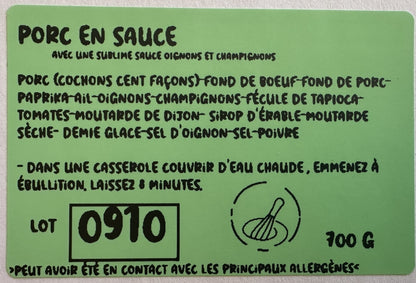 PORC EN SAUCE
AVEC UNE SUBLIME SAUCE OIGNONS ET CHAMPIGNONS
PORC (COCHONS CENT FAÇONS)-FOND DE BOEUF-FOND DE PORC-
PAPRIKA-AIL-OIGNONS-CHAMPIGNONS-FÉCULE DE TAPIOCA-
TOMATES-MOUTARDE DE DIJON- SIROP D'ÉRABLE-MOUTARDE
SÈCHE- DEMIE GLACE-SEL D'OIGNON-SEL-POIVRE
- DANS UNE CASSEROLE COUVRIR D'EAU CHAUDE, EMMENEZ À
ÉBULLITION. LAISSEZ 8 MINUTES.
LOT 0910
700 G
>PEUT AVOIR ÉTÉ EN CONTACT AVEC LES PRINCIPAUX ALLERGÈNES<